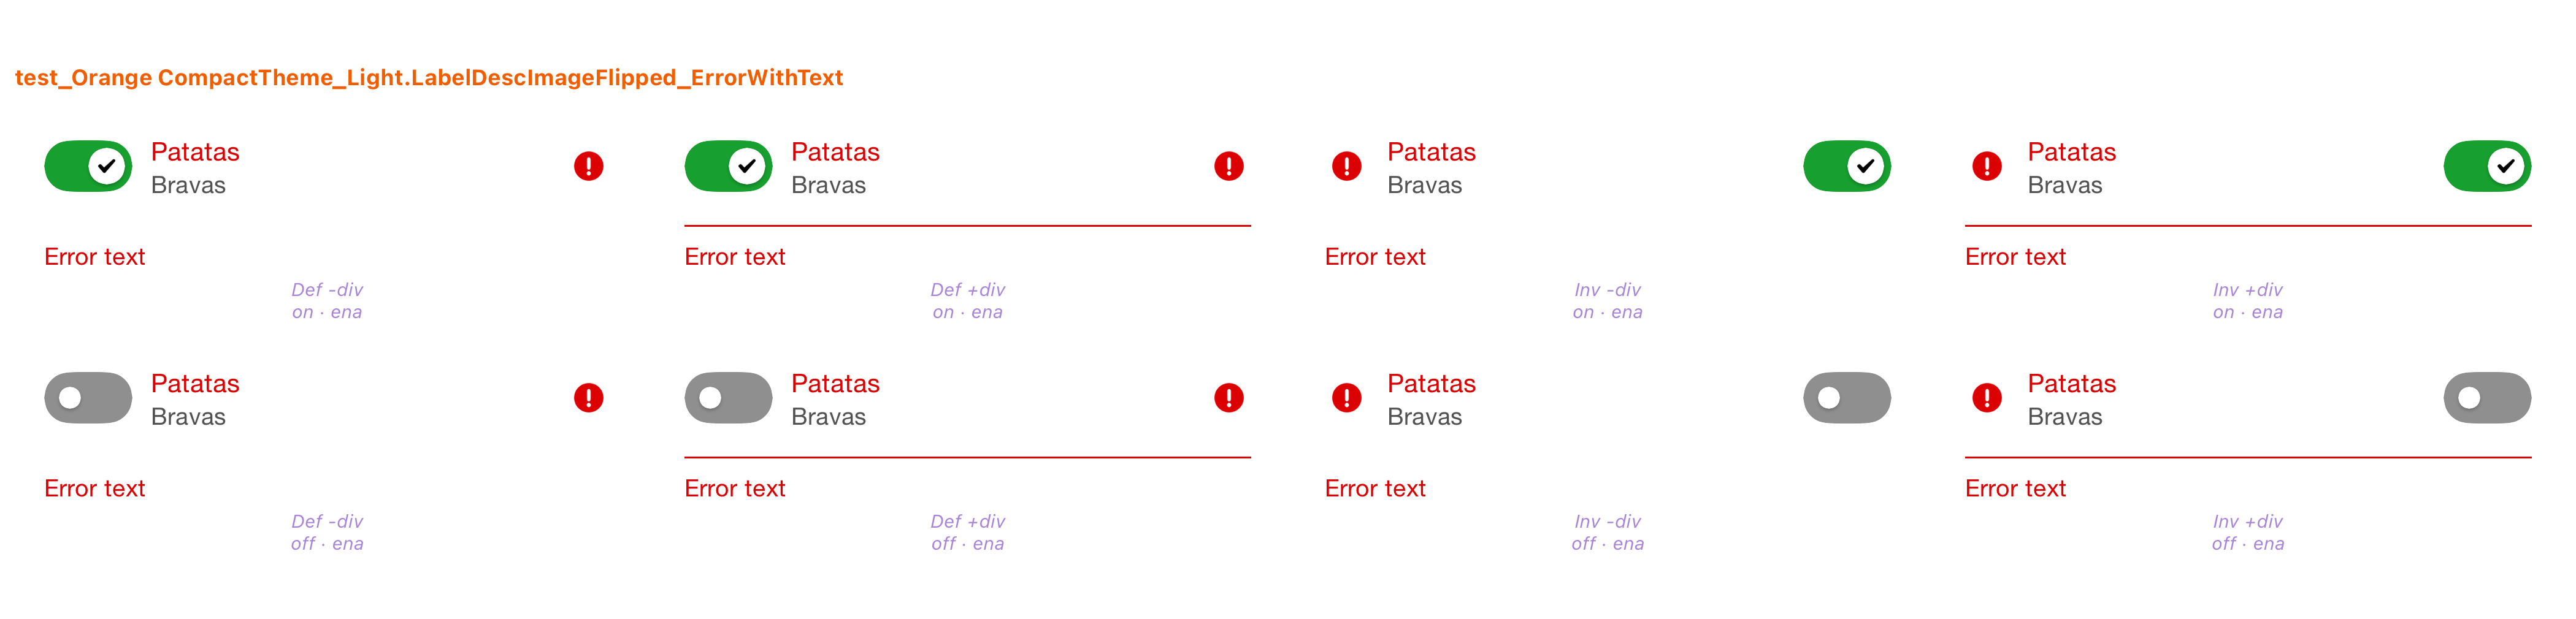 test_Orange CompactTheme_Light.LabelDescImageFlipped_ErrorWithText
Patatas
Bravas
Error text
Def -div
on · ena
Patatas
Bravas
Error text
Def +div
on · ena
Patatas
Bravas
Error text
Inv -div
on · ena
Patatas
Bravas
Error text
Inv +div
on · ena
Patatas
Bravas
Error text
Def -div
off · ena
Patatas
Bravas
Error text
Def +div
off · ena
Patatas
Bravas
Error text
Inv -div
off · ena
Patatas
Bravas
Error text
Inv +div
off · ena